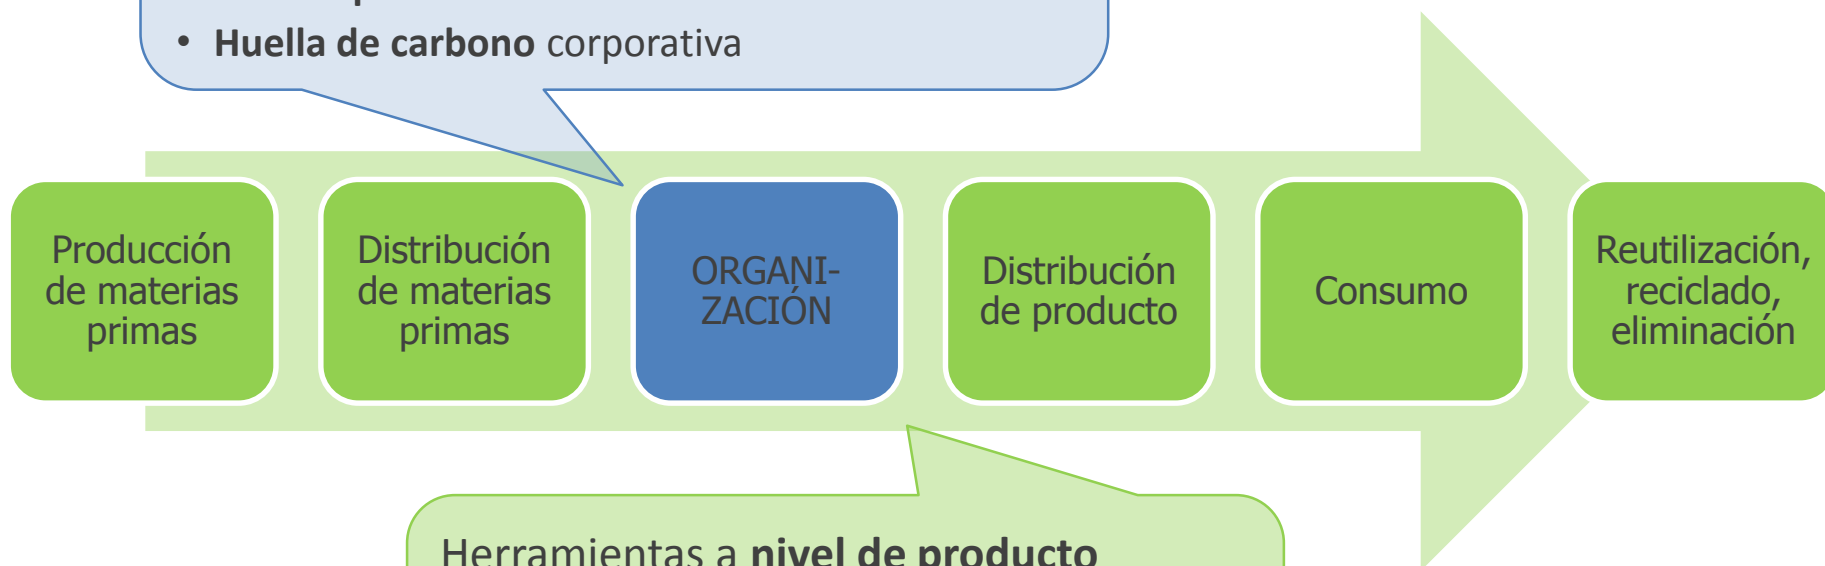 • Huella de carbono corporativa
Producción
de materias
primas
Distribución
de materias
primas
ORGANI-
ZACIÓN
Distribución
de producto
Consumo
Reutilización,
reciclado,
eliminación
Herramientas a nivel de producto